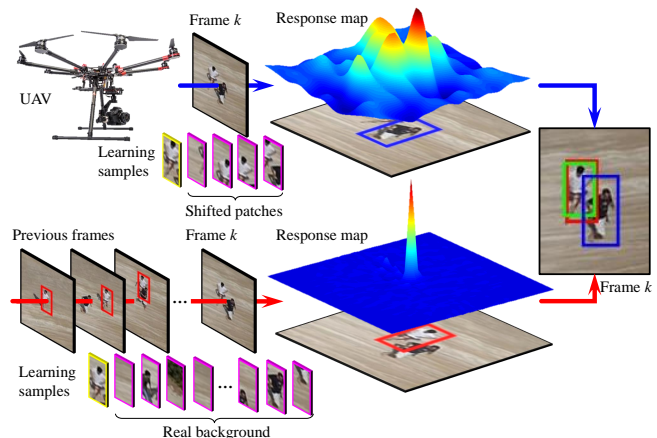 Frame k
Response map
UAV
Learning
samples
Shifted patches
Previous frames
Frame k
Response map
Frame k
...
Learning
samples
...
Real background